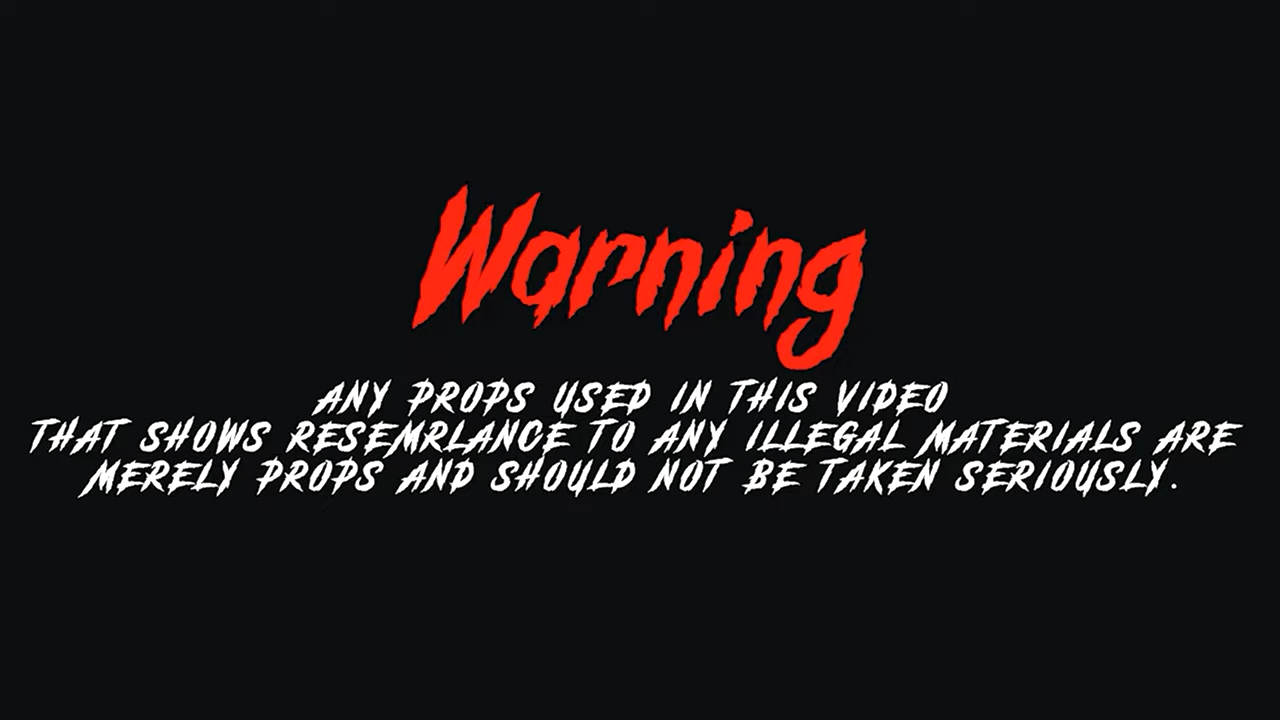 Warning
ANY PROPS USED IN THIS VIDEO
THAT SHOWS RESEMRLANCE TO ANY ILLEGAL MATERIALS ARE
MERELY PROPS AND SHOULD NOT BE TAKEN SERIOUSLY.